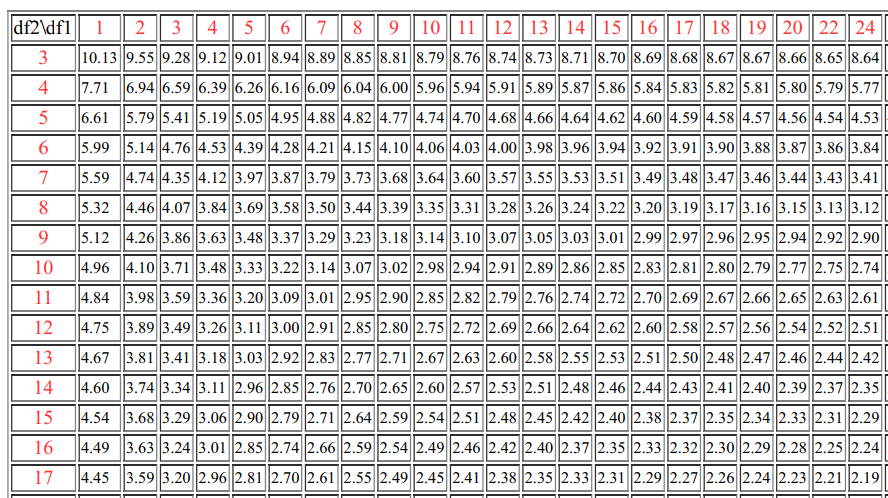 df2\df1 1 2 3 4 5 6 7 8 9 10 11 12 13 14 15 16 17 18 19 20 22 24
3 10.13 9.55 9.28 9.12 9.01 8.94 8.89 8.85 8.81 8.79 8.76 8.74 8.73 8.71 8.70 8.69 8.68 8.67 8.67 8.66 8.65 8.64
4 7.71 6.94 6.59 6.39 6.26 6.16 6.09 6.04 6.00 5.96 5.94 5.91 5.89 5.87 5.86 5.84 5.83 5.82 5.81 5.80 5.79 5.77
5 6.61 5.79 5.41 5.19 5.05 4.95 4.88 4.82 4.77 4.74 4.70 4.68 4.66 4.64 4.62 4.60 4.59 4.58 4.57 4.56 4.54 4.53
6 5.99 5.14 4.76 4.53 4.39 4.28 4.21 4.15 4.10 4.06 4.03 4.00 3.98 3.96 3.94 3.92 3.91 3.90 3.88 3.87 3.86 3.84
7 5.59 4.74 4.35 4.12 3.97 3.87 3.79 3.73 3.68 3.64 3.60 3.57 3.55 3.53 3.51 3.49 3.48 3.47 3.46 3.44 3.43 3.41
8 5.32 4.46 4.07 3.84 3.69 3.58 3.50 3.44 3.39 3.35 3.31 3.28 3.26 3.24 3.22 3.20 3.19 3.17 3.16 3.15 3.13 3.12
9 5.12 4.26 3.86 3.63 3.48 3.37 3.29 3.23 3.18 3.14 3.10 3.07 3.05 3.03 3.01 2.99 2.97 2.96 2.95 2.94 2.92 2.90
10 4.96 4.10 3.71 3.48 3.33 3.22 3.14 3.07 3.02 2.98 2.94 2.91 2.89 2.86 2.85 2.83 2.81 2.80 2.79 2.77 2.75 2.74
11 4.84 3.98 3.59 3.36 3.20 3.09 3.01 2.95 2.90 2.85 2.82 2.79 2.76 2.74 2.72 2.70 2.69 2.67 2.66 2.65 2.63 2.61
12 4.75 3.89 3.49 3.26 3.11 3.00 2.91 2.85 2.80 2.75 2.72 2.69 2.66 2.64 2.62 2.60 2.58 2.57 2.56 2.54 2.52 2.51
13 4.67 3.81 3.41 3.18 3.03 2.92 2.83 2.77 2.71 2.67 2.63 2.60 2.58 2.55 2.53 2.51 2.50 2.48 2.47 2.46 2.44 2.42
14 4.60 3.74 3.34 3.11 2.96 2.85 2.76 2.70 2.65 2.60 2.57 2.53 2.51 2.48 2.46 2.44 2.43 2.41 2.40 2.39 2.37 2.35
15 4.54 3.68 3.29 3.06 2.90 2.79 2.71 2.64 2.59 2.54 2.51 2.48 2.45 2.42 2.40 2.38 2.37 2.35 2.34 2.33 2.31 2.29
16 4.49 3.63 3.24 3.01 2.85 2.74 2.66 2.59 2.54 2.49 2.46 2.42 2.40 2.37 2.35 2.33 2.32 2.30 2.29 2.28 2.25 2.24
17 4.45 3.59 3.20 2.96 2.81 2.70 2.61 2.55 2.49 2.45 2.41 2.38 2.35 2.33 2.31 2.29 2.27 2.26 2.24 2.23 2.21 2.19